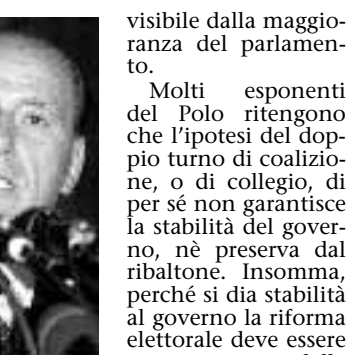 visibile dalla maggio-
ranza del parlamen-
to.
Molti esponenti
del Polo ritengono
che l'ipotesi del dop-
pio turno di coalizio-
ne, o di collegio, di
per sé non garantisce
la stabilità del gover-
no, nè preserva dal
ribaltone. Insomma,
perché si dia stabilità
al governo la riforma
elettorale deve essere